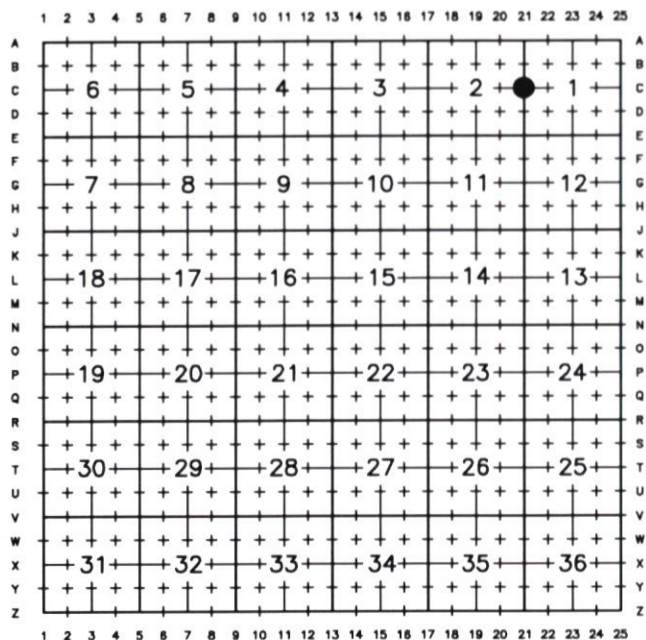 1 2 3 4 5 6 7 8 9 10 11 12 13 14 15 16 17 18 19 20 21 22 23 24 25
A A
B B
C 6 5 4 3 2 1 C
D D
E E
F F
G 7 8 9 10 11 12 G
H H
J J
K K
L 18 17 16 15 14 13 L
M M
N N
O O
P 19 20 21 22 23 24 P
Q Q
R R
S S
T 30 29 28 27 26 25 T
U U
V V
W W
X 31 32 33 34 35 36 X
Y Y
Z Z
1 2 3 4 5 6 7 8 9 10 11 12 13 14 15 16 17 18 19 20 21 22 23 24 25